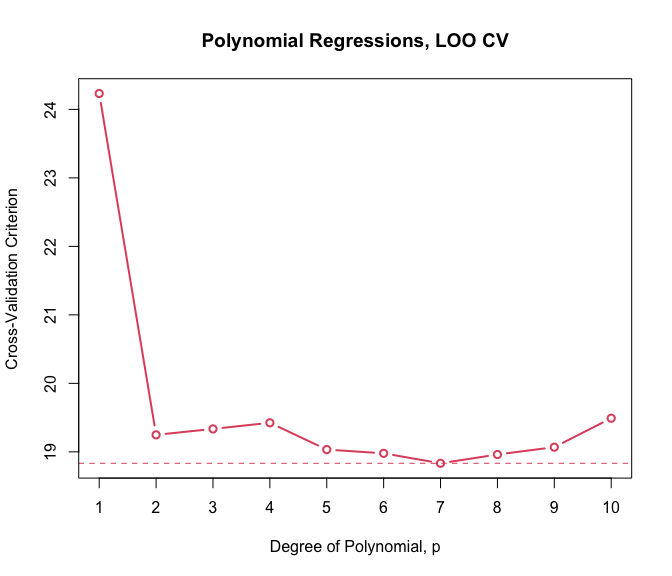 Polynomial Regressions, LOO CV
Cross-Validation Criterion
24
23
22
21
20
19
1 2 3 4 5 6 7 8 9 10
Degree of Polynomial, p